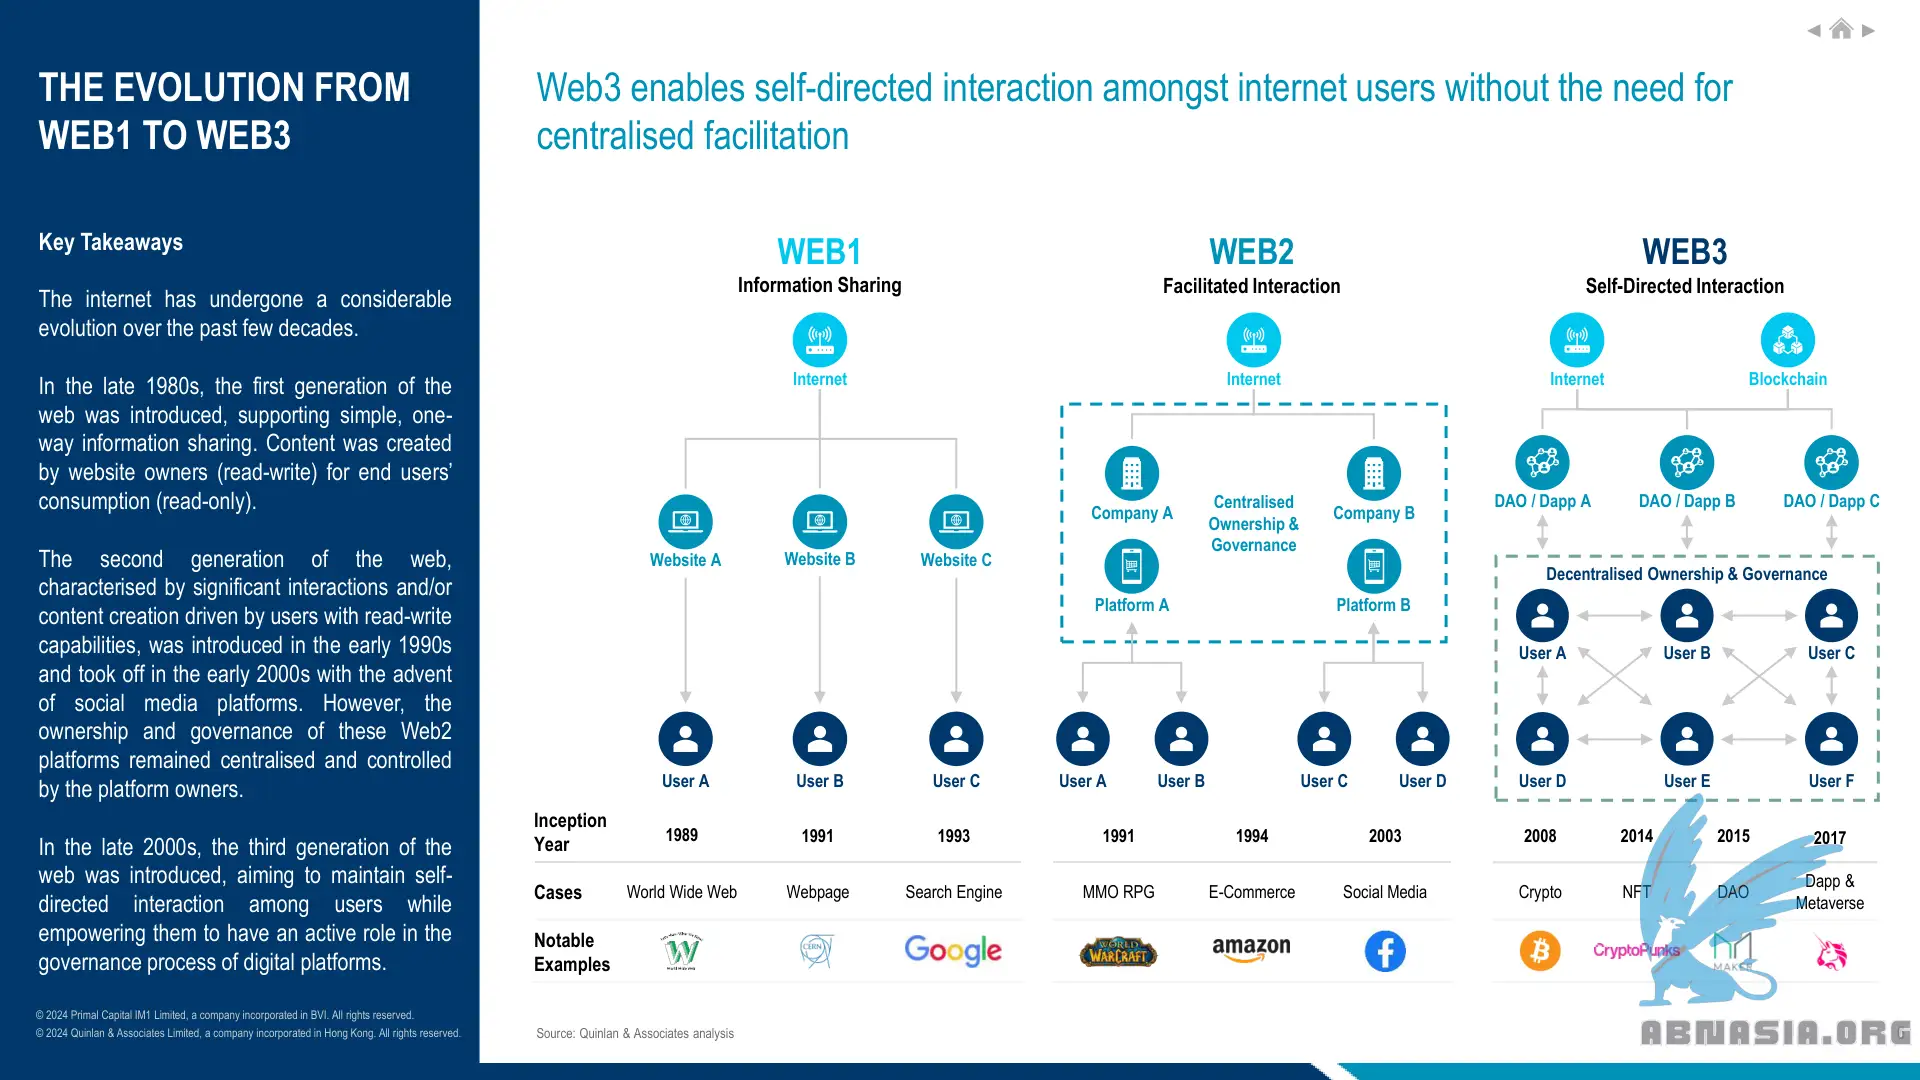 THE EVOLUTION FROM
WEB1 TO WEB3
Key Takeaways
The internet has undergone a considerable
evolution over the past few decades.
In the late 1980s, the first generation of the
web was introduced, supporting simple, one-
way information sharing. Content was created
by website owners (read-write) for end users’
consumption (read-only).
The second generation of the web,
characterised by significant interactions and/or
content creation driven by users with read-write
capabilities, was introduced in the early 1990s
and took off in the early 2000s with the advent
of social media platforms. However, the
ownership and governance of these Web2
platforms remained centralised and controlled
by the platform owners.
In the late 2000s, the third generation of the
web was introduced, aiming to maintain self-
directed interaction among users while
empowering them to have an active role in the
governance process of digital platforms.
© 2024 Primal Capital IM1 Limited, a company incorporated in BVI. All rights reserved.
© 2024 Quinlan & Associates Limited, a company incorporated in Hong Kong. All rights reserved.
Web3 enables self-directed interaction amongst internet users without the need for
centralised facilitation
WEB1
Information Sharing
Internet
Website A Website B Website C
User A User B User C
WEB2
Facilitated Interaction
Internet
Company A Company B
Centralised
Ownership &
Governance
Platform A Platform B
User A User B User C User D
WEB3
Self-Directed Interaction
Internet Blockchain
DAO / Dapp A DAO / Dapp B DAO / Dapp C
Decentralised Ownership & Governance
User A User B User C
User D User E User F
Inception
Year
1989 1991 1993 1991 1994 2003 2008 2014 2015 2017
Cases
World Wide Web Webpage Search Engine MMO RPG E-Commerce Social Media Crypto NFT DAO
Dapp &
Metaverse
Notable
Examples
W
CERN
Google
WORLD
WARCRAFT
amazon
CryptoPunks
MAKER
Source: Quinlan & Associates analysis
ABNASIA.ORG